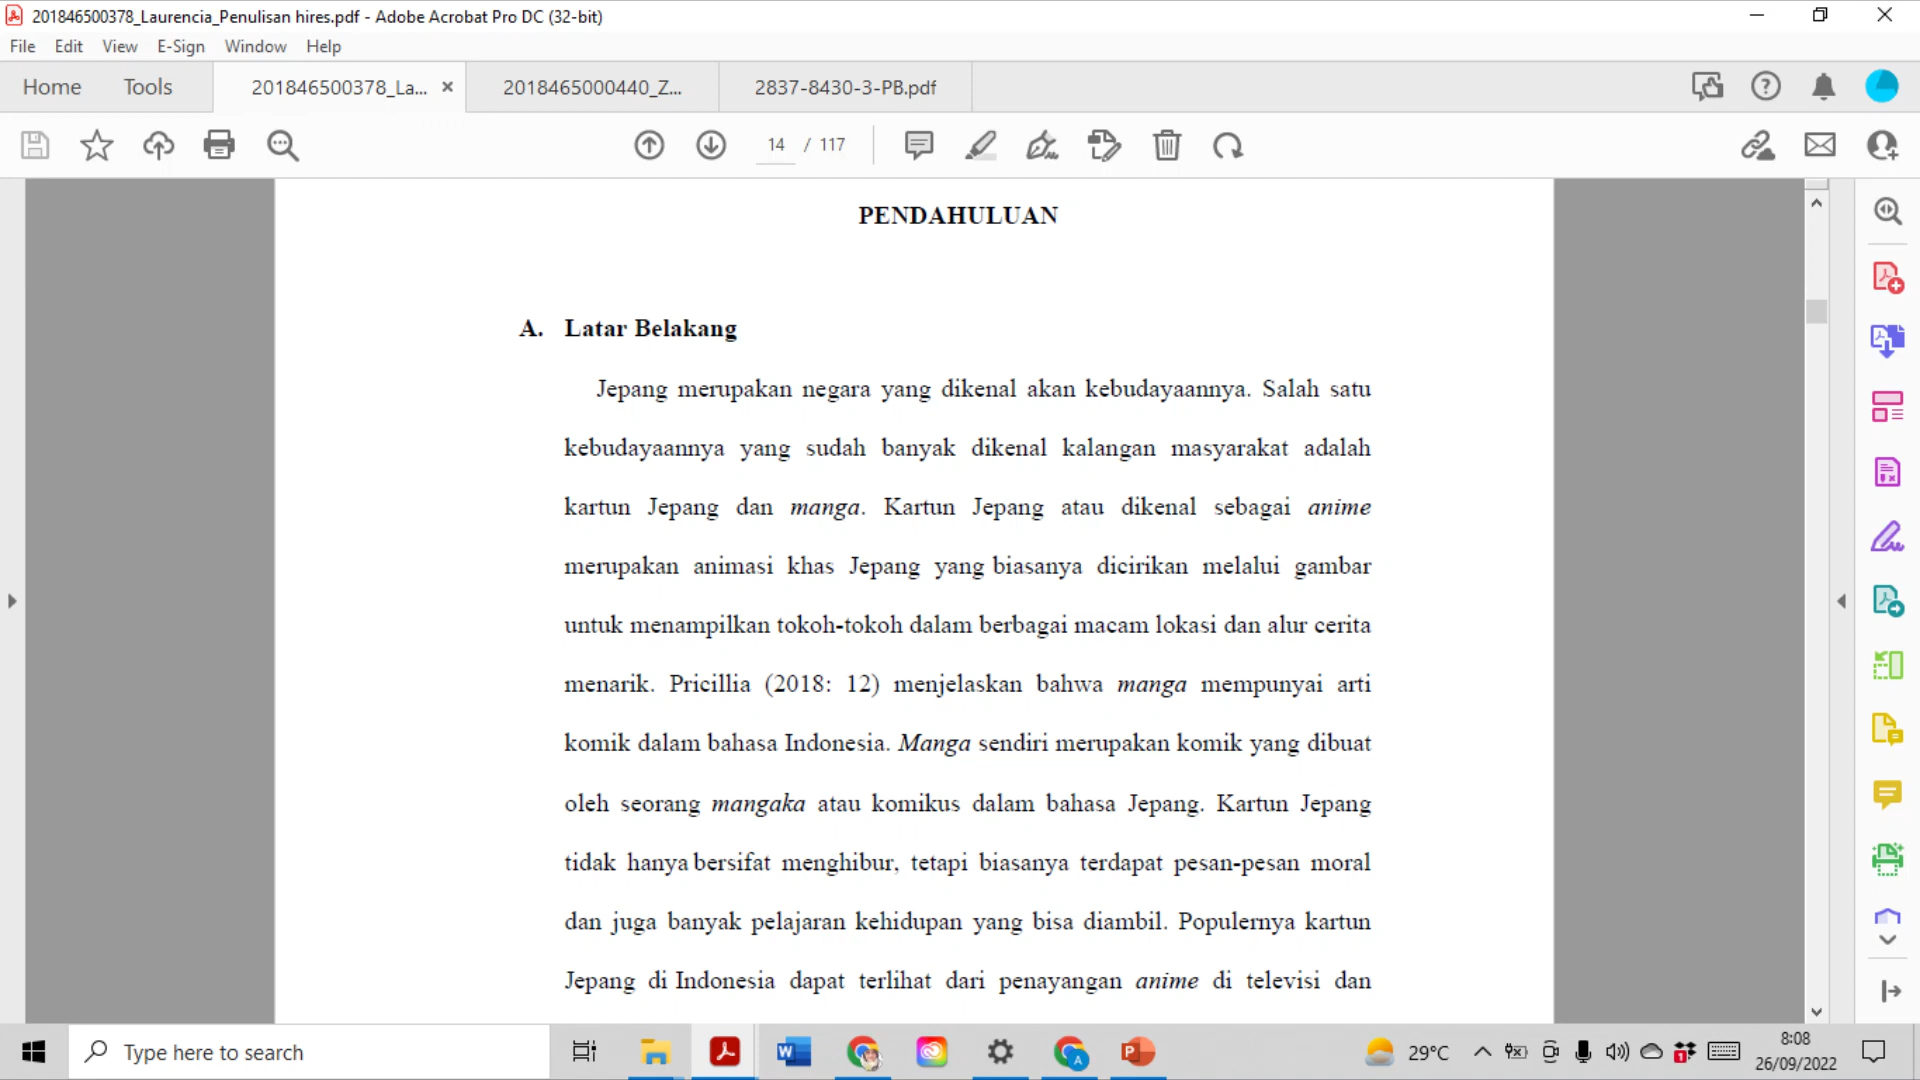 201846500378_Laurencia_Penulisan hires.pdf - Adobe Acrobat Pro DC (32-bit)
File Edit View E-Sign Window Help
Home Tools 201846500378_La... × 2018465000440_Z... 2837-8430-3-PB.pdf
14 / 117
PENDAHULUAN
A. Latar Belakang
Jepang merupakan negara yang dikenal akan kebudayaannya. Salah satu
kebudayaannya yang sudah banyak dikenal kalangan masyarakat adalah
kartun Jepang dan manga. Kartun Jepang atau dikenal sebagai anime
merupakan animasi khas Jepang yang biasanya dicirikan melalui gambar
untuk menampilkan tokoh-tokoh dalam berbagai macam lokasi dan alur cerita
menarik. Pricillia (2018: 12) menjelaskan bahwa manga mempunyai arti
komik dalam bahasa Indonesia. Manga sendiri merupakan komik yang dibuat
oleh seorang mangaka atau komikus dalam bahasa Jepang. Kartun Jepang
tidak hanya bersifat menghibur, tetapi biasanya terdapat pesan-pesan moral
dan juga banyak pelajaran kehidupan yang bisa diambil. Populernya kartun
Jepang di Indonesia dapat terlihat dari penayangan anime di televisi dan
Type here to search
29°C
8:08
26/09/2022